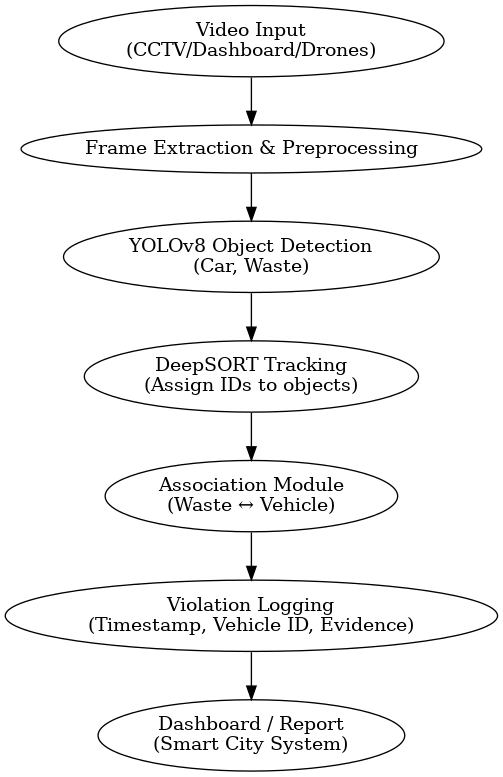 Video Input
(CCTV/Dashboard/Drones)
Frame Extraction & Preprocessing
YOLOv8 Object Detection
(Car, Waste)
DeepSORT Tracking
(Assign IDs to objects)
Association Module
(Waste ↔ Vehicle)
Violation Logging
(Timestamp, Vehicle ID, Evidence)
Dashboard / Report
(Smart City System)